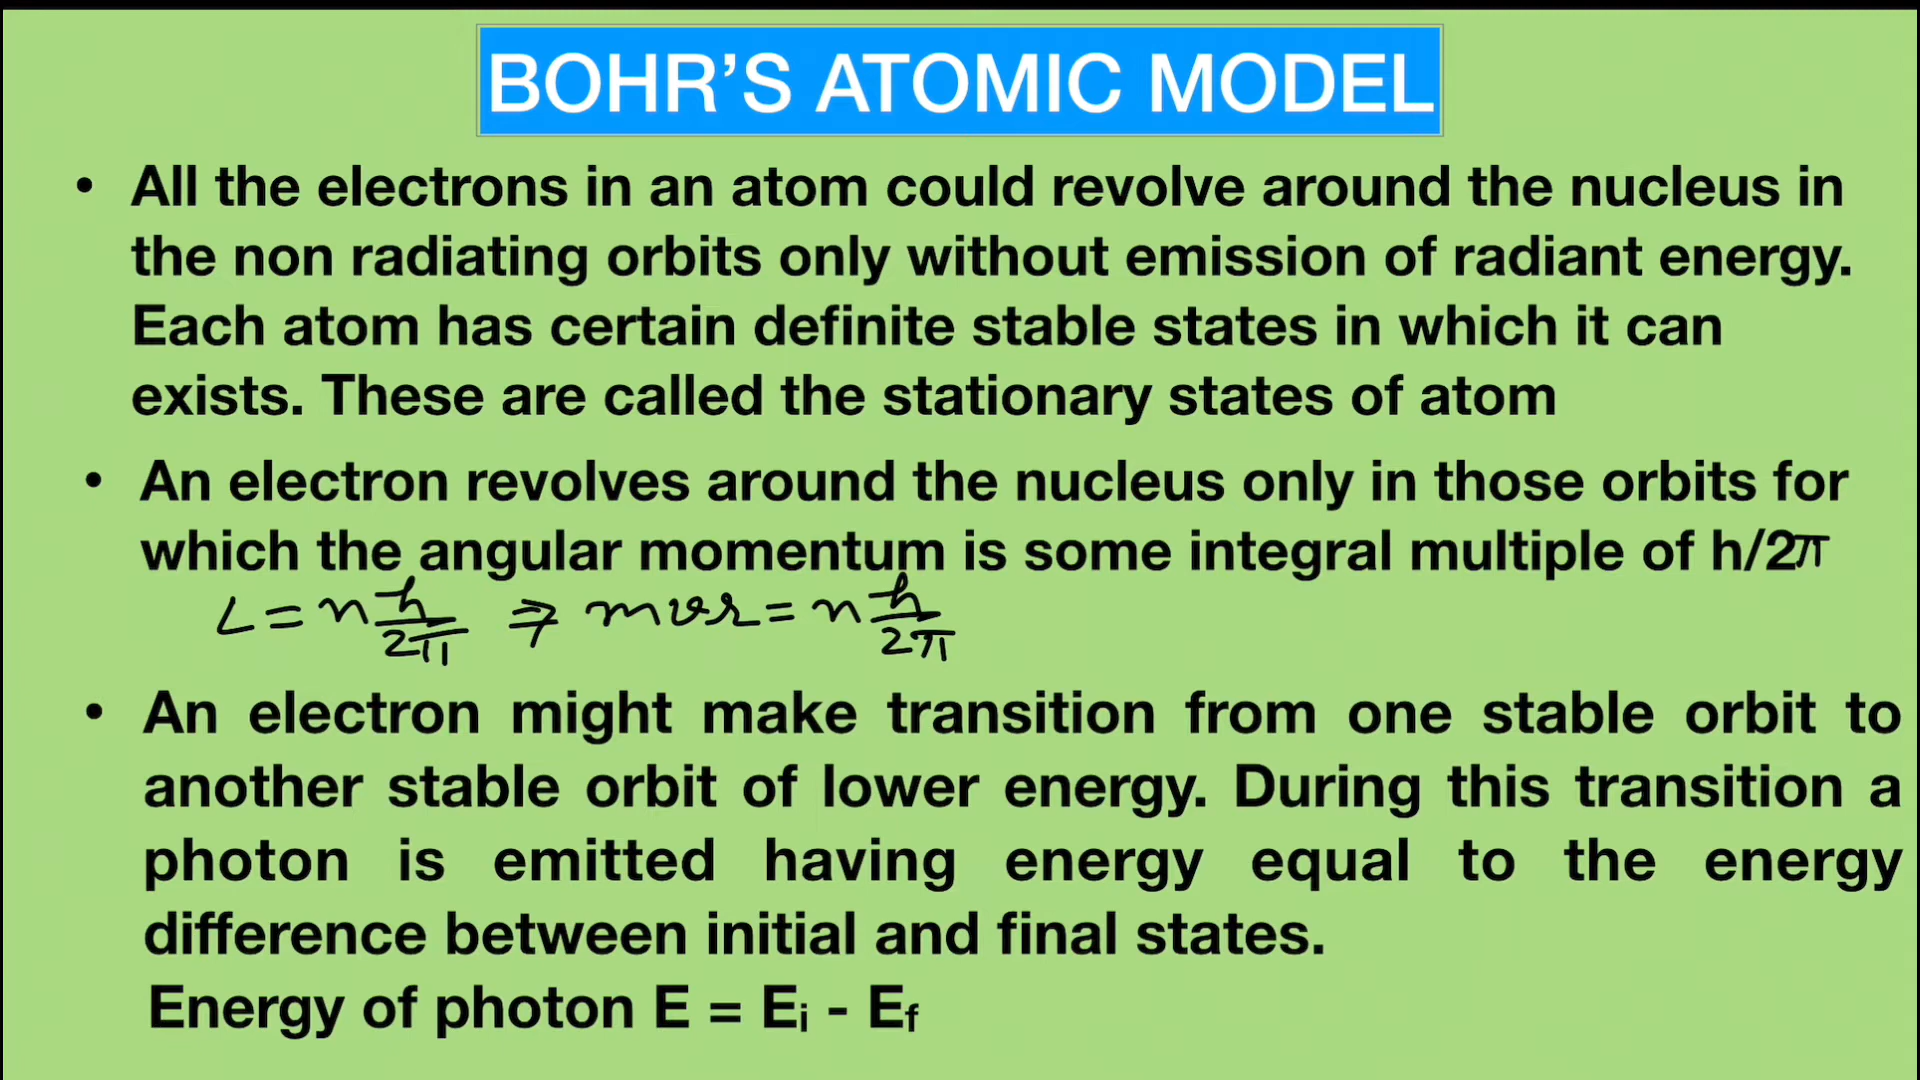 BOHR’S ATOMIC MODEL
• All the electrons in an atom could revolve around the nucleus in
the non radiating orbits only without emission of radiant energy.
Each atom has certain definite stable states in which it can
exists. These are called the stationary states of atom
• An electron revolves around the nucleus only in those orbits for
which the angular momentum is some integral multiple of h/2π
L = n h/2π ⇒ mvr = n h/2π
• An electron might make transition from one stable orbit to
another stable orbit of lower energy. During this transition a
photon is emitted having energy equal to the energy
difference between initial and final states.
Energy of photon E = Ei - Ef